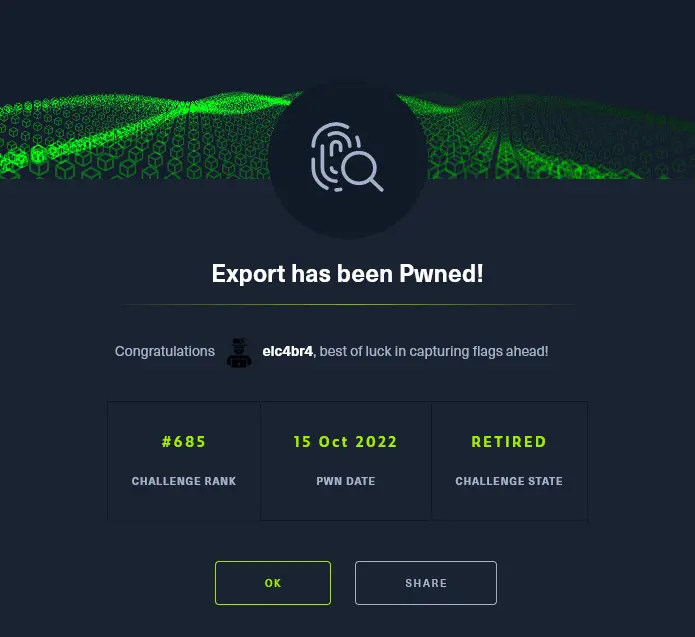 Export has been Pwned!
Congratulations elc4br4, best of luck in capturing flags ahead!
#685 15 Oct 2022 RETIRED
CHALLENGE RANK PWN DATE CHALLENGE STATE
OK SHARE